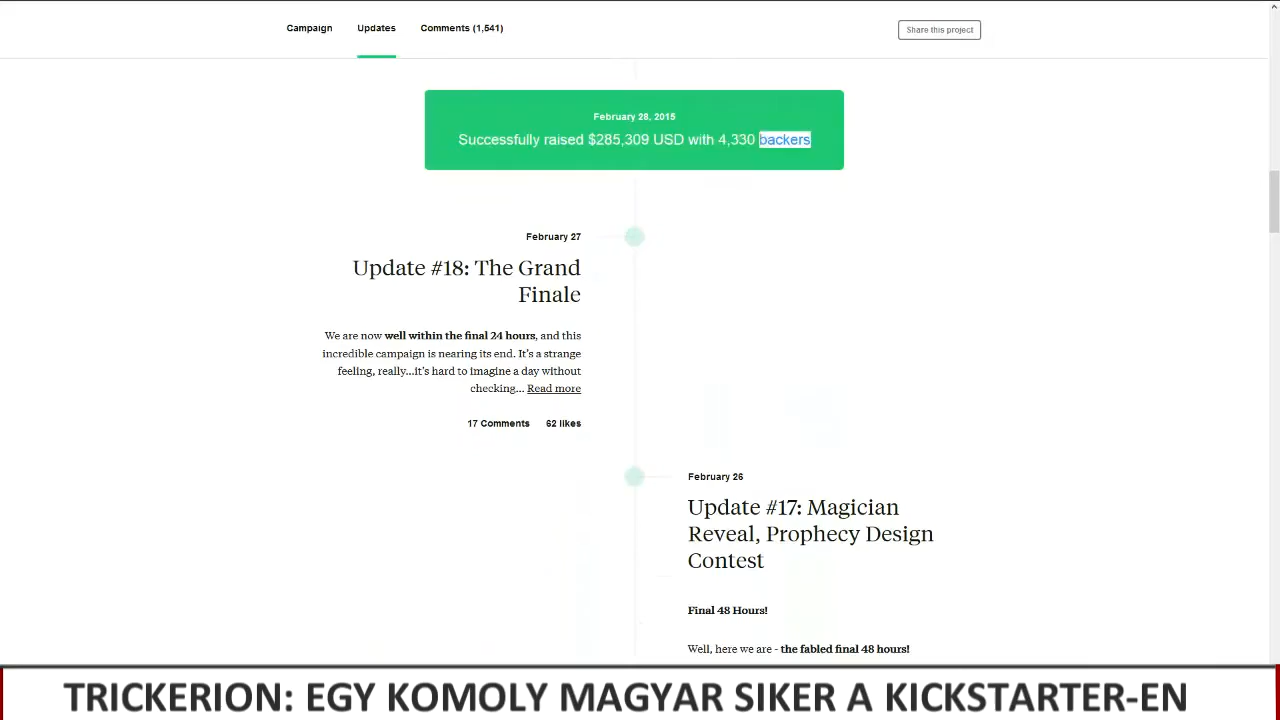 Campaign Updates Comments (1,541) Share this project
February 28, 2015
Successfully raised $285,309 USD with 4,330 backers
February 27
Update #18: The Grand
Finale
We are now well within the final 24 hours, and this
incredible campaign is nearing its end. It's a strange
feeling, really...it's hard to imagine a day without
checking... Read more
17 Comments 62 likes
February 26
Update #17: Magician
Reveal, Prophecy Design
Contest
Final 48 Hours!
Well, here we are - the fabled final 48 hours!
TRICKERION: EGY KOMOLY MAGYAR SIKER A KICKSTARTER-EN